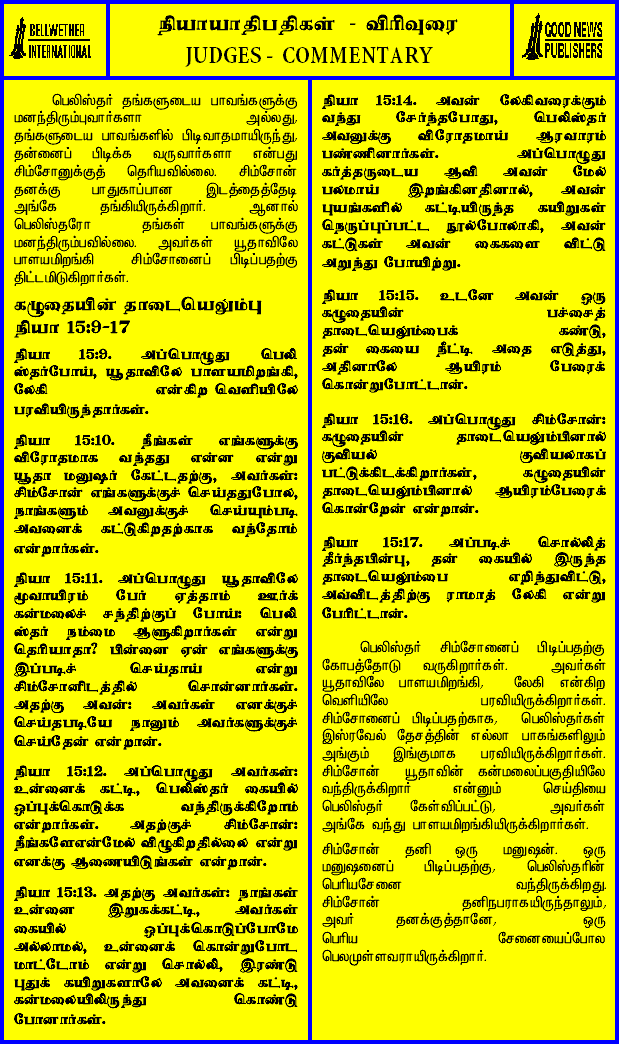 BELLWETHER
INTERNATIONAL
நியாயாதிபதிகள் - விரிவுரை
JUDGES - COMMENTARY
GOOD NEWS
PUBLISHERS
பெலிஸ்தர் தங்களுடைய பாவங்களுக்கு
மனந்திரும்புவார்களா அல்லது,
தங்களுடைய பாவங்களில் பிடிவாதமாயிருந்து,
தன்னைப் பிடிக்க வருவார்களா என்பது
சிம்சோனுக்குத் தெரியவில்லை. சிம்சோன்
தனக்கு பாதுகாப்பான இடத்தைத்தேடி
அங்கே தங்கியிருக்கிறார். ஆனால்
பெலிஸ்தரோ தங்கள் பாவங்களுக்கு
மனந்திரும்பவில்லை. அவர்கள் யூதாவிலே
பாளயமிறங்கி சிம்சோனைப் பிடிப்பதற்கு
திட்டமிடுகிறார்கள்.
கழுதையின் தாடையெலும்பு
நியா 15:9-17
நியா 15:9. அப்பொழுது பெலி
ஸ்தர்போய், யூதாவிலே பாளயமிறங்கி,
லேகி என்கிற வெளியிலே
பரவியிருந்தார்கள்.
நியா 15:10. நீங்கள் எங்களுக்கு
விரோதமாக வந்தது என்ன என்று
யூதா மனுஷர் கேட்டதற்கு, அவர்கள்:
சிம்சோன் எங்களுக்குச் செய்ததுபோல,
நாங்களும் அவனுக்குச் செய்யும்படி
அவனைக் கட்டுகிறதற்காக வந்தோம்
என்றார்கள்.
நியா 15:11. அப்பொழுது யூதாவிலே
மூவாயிரம் பேர் ஏத்தாம் ஊர்க்
கன்மலைச் சந்திற்குப் போய்: பெலி
ஸ்தர் நம்மை ஆளுகிறார்கள் என்று
தெரியாதா? பின்னை ஏன் எங்களுக்கு
இப்படிச் செய்தாய் என்று
சிம்சோனிடத்தில் சொன்னார்கள்.
அதற்கு அவன்: அவர்கள் எனக்குச்
செய்தபடியே நானும் அவர்களுக்குச்
செய்தேன் என்றான்.
நியா 15:12. அப்பொழுது அவர்கள்:
உன்னைக் கட்டி, பெலிஸ்தர் கையில்
ஒப்புக்கொடுக்க வந்திருக்கிறோம்
என்றார்கள். அதற்குச் சிம்சோன்:
நீங்களேஎன்மேல் விழுகிறதில்லை என்று
எனக்கு ஆணையிடுங்கள் என்றான்.
நியா 15:13. அதற்கு அவர்கள்: நாங்கள்
உன்னை இறுகக்கட்டி, அவர்கள்
கையில் ஒப்புக்கொடுப்போமே
அல்லாமல், உன்னைக் கொன்றுபோட
மாட்டோம் என்று சொல்லி, இரண்டு
புதுக் கயிறுகளாலே அவனைக் கட்டி,
கன்மலையிலிருந்து கொண்டு
போனார்கள்.
நியா 15:14. அவன் லேகிவரைக்கும்
வந்து சேர்ந்தபோது, பெலிஸ்தர்
அவனுக்கு விரோதமாய் ஆரவாரம்
பண்ணினார்கள். அப்பொழுது
கர்த்தருடைய ஆவி அவன் மேல்
பலமாய் இறங்கினதினால், அவன்
புயங்களில் கட்டியிருந்த கயிறுகள்
நெருப்புப்பட்ட நூல்போலாகி, அவன்
கட்டுகள் அவன் கைகளை விட்டு
அறுந்து போயிற்று.
நியா 15:15. உடனே அவன் ஒரு
கழுதையின் பச்சைத்
தாடையெலும்பைக் கண்டு,
தன் கையை நீட்டி அதை எடுத்து,
அதினாலே ஆயிரம் பேரைக்
கொன்றுபோட்டான்.
நியா 15:16. அப்பொழுது சிம்சோன்:
கழுதையின் தாடையெலும்பினால்
குவியல் குவியலாகப்
பட்டுக்கிடக்கிறார்கள், கழுதையின்
தாடையெலும்பினால் ஆயிரம்பேரைக்
கொன்றேன் என்றான்.
நியா 15:17. அப்படிச் சொல்லித்
தீர்ந்தபின்பு, தன் கையில் இருந்த
தாடையெலும்பை எறிந்துவிட்டு,
அவ்விடத்திற்கு ராமாத் லேகி என்று
பேரிட்டான்.
பெலிஸ்தர் சிம்சோனைப் பிடிப்பதற்கு
கோபத்தோடு வருகிறார்கள். அவர்கள்
யூதாவிலே பாளயமிறங்கி, லேகி என்கிற
வெளியிலே பரவியிருக்கிறார்கள்.
சிம்சோனைப் பிடிப்பதற்காக, பெலிஸ்தர்கள்
இஸ்ரவேல் தேசத்தின் எல்லா பாகங்களிலும்
அங்கும் இங்குமாக பரவியிருக்கிறார்கள்.
சிம்சோன் யூதாவின் கன்மலைப்பகுதியிலே
வந்திருக்கிறார் என்னும் செய்தியை
பெலிஸ்தர் கேள்விப்பட்டு, அவர்கள்
அங்கே வந்து பாளயமிறங்கியிருக்கிறார்கள்.
சிம்சோன் தனி ஒரு மனுஷன். ஒரு
மனுஷனைப் பிடிப்பதற்கு, பெலிஸ்தரின்
பெரியசேனை வந்திருக்கிறது.
சிம்சோன் தனிநபராகயிருந்தாலும்,
அவர் தனக்குத்தானே, ஒரு
பெரிய சேனையைப்போல
பெலமுள்ளவராயிருக்கிறார்.